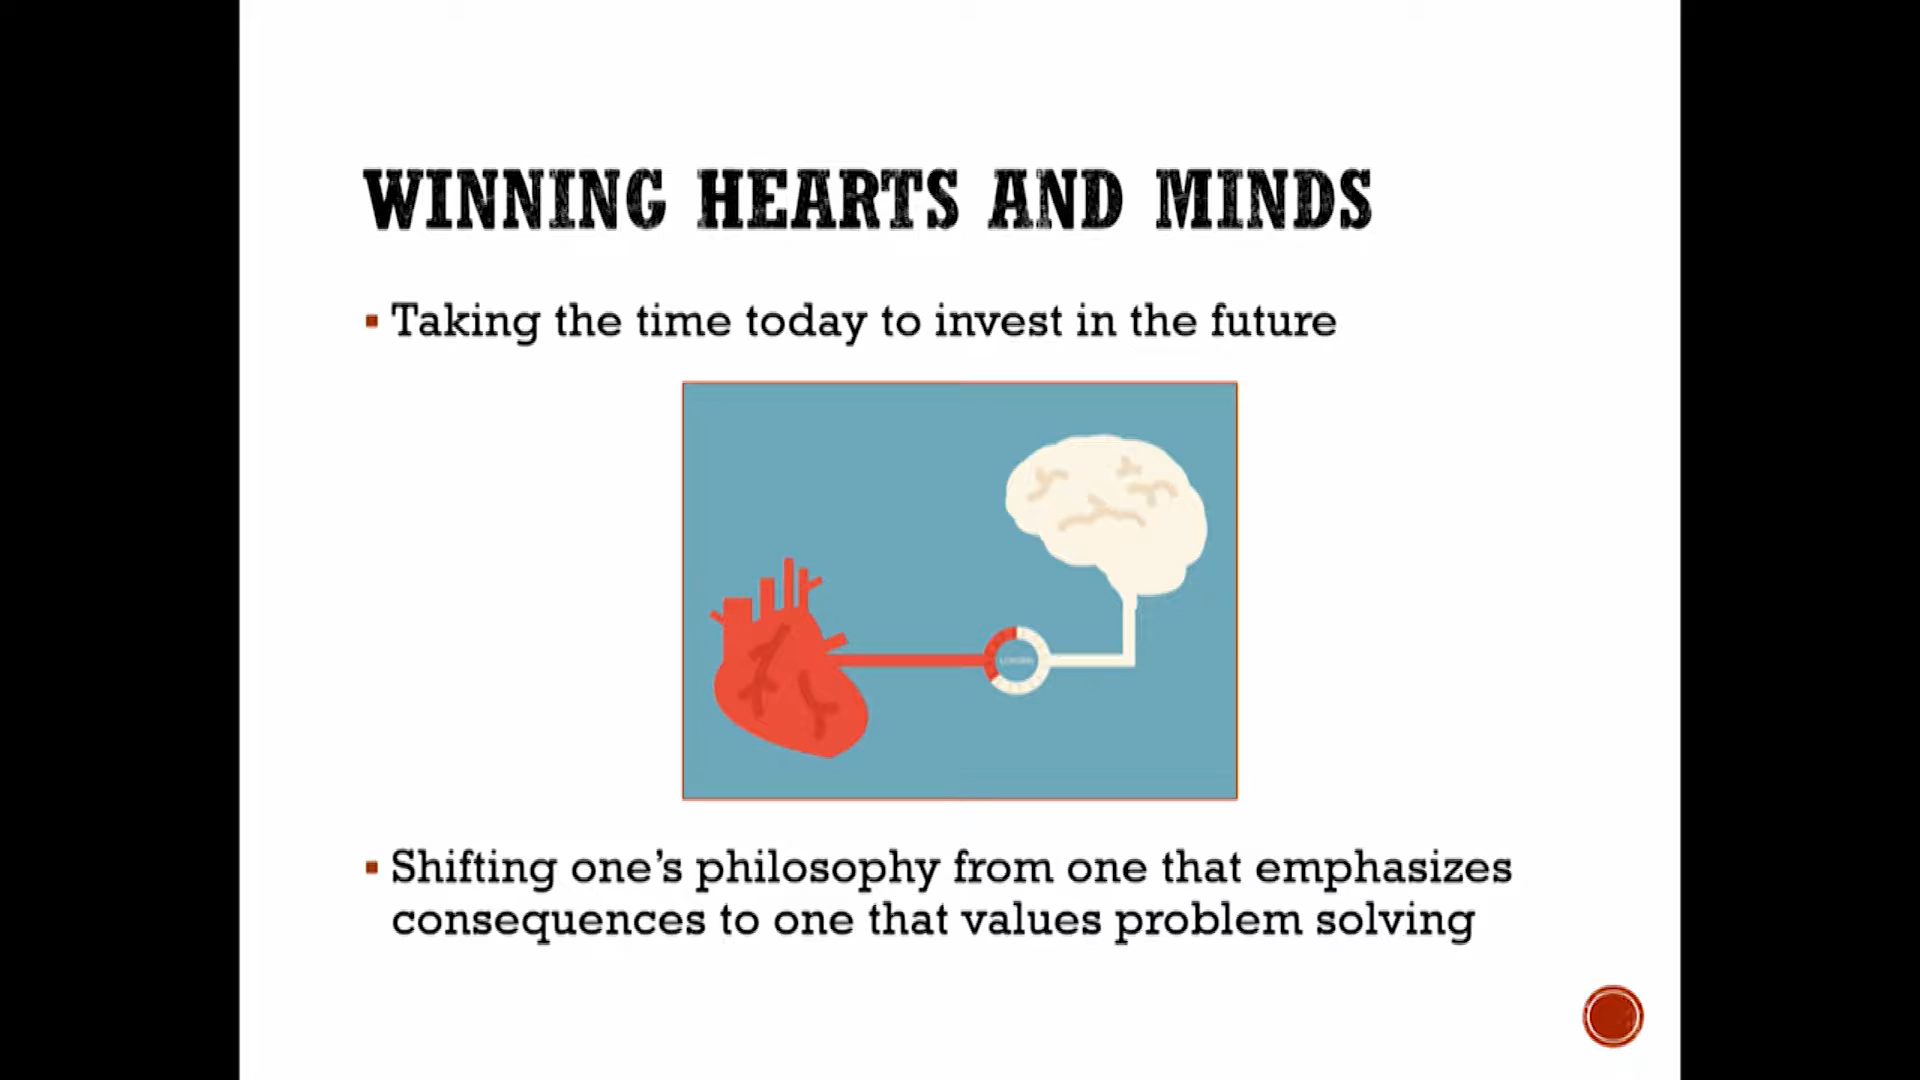 WINNING HEARTS AND MINDS
▪ Taking the time today to invest in the future
LOADING
▪ Shifting one’s philosophy from one that emphasizes
consequences to one that values problem solving